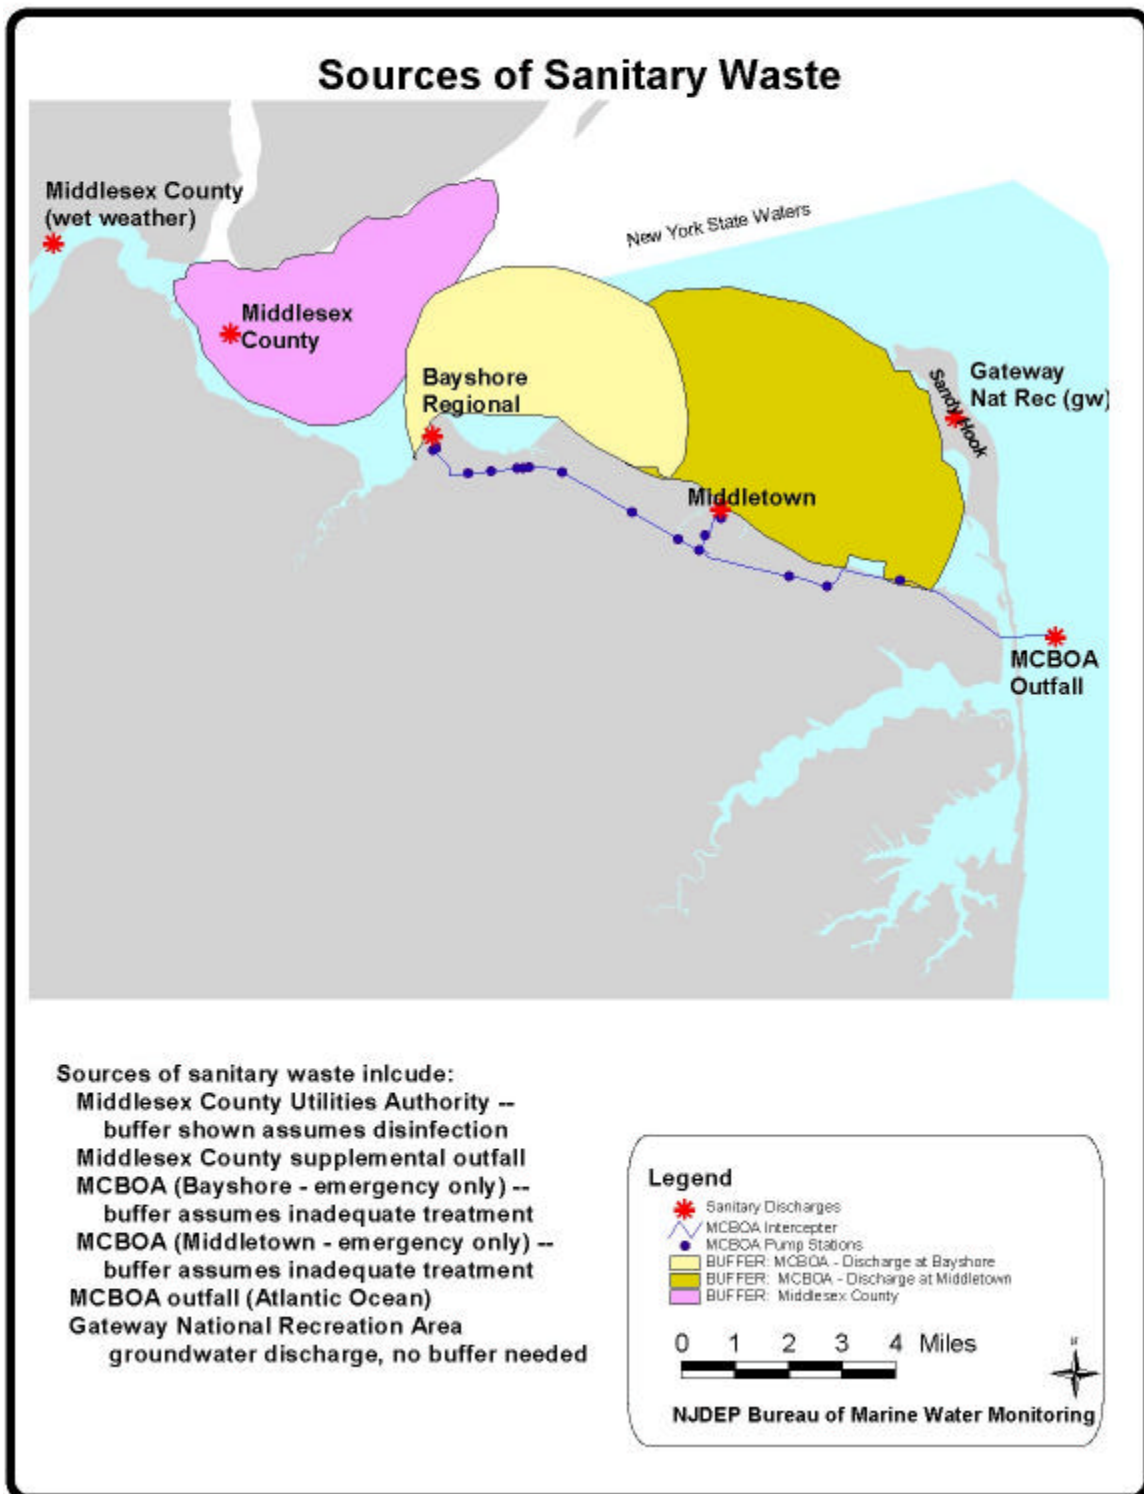 Sources of Sanitary Waste
Middlesex County
(wet weather)
New York State Waters
Middlesex
County
Bayshore
Regional
Gateway
Nat Rec (gw)
Sandy Hook
Middletown
MCBOA
Outfall
Sources of sanitary waste inlcude:
Middlesex County Utilities Authority --
buffer shown assumes disinfection
Middlesex County supplemental outfall
MCBOA (Bayshore - emergency only) --
buffer assumes inadequate treatment
MCBOA (Middletown - emergency only) --
buffer assumes inadequate treatment
MCBOA outfall (Atlantic Ocean)
Gateway National Recreation Area
groundwater discharge, no buffer needed
Legend
Sanitary Discharges
MCBOA Intercepter
MCBOA Pump Stations
BUFFER: MCBOA - Discharge at Bayshore
BUFFER: MCBOA - Discharge at Middletown
BUFFER: Middlesex County
0 1 2 3 4 Miles
N
NJDEP Bureau of Marine Water Monitoring